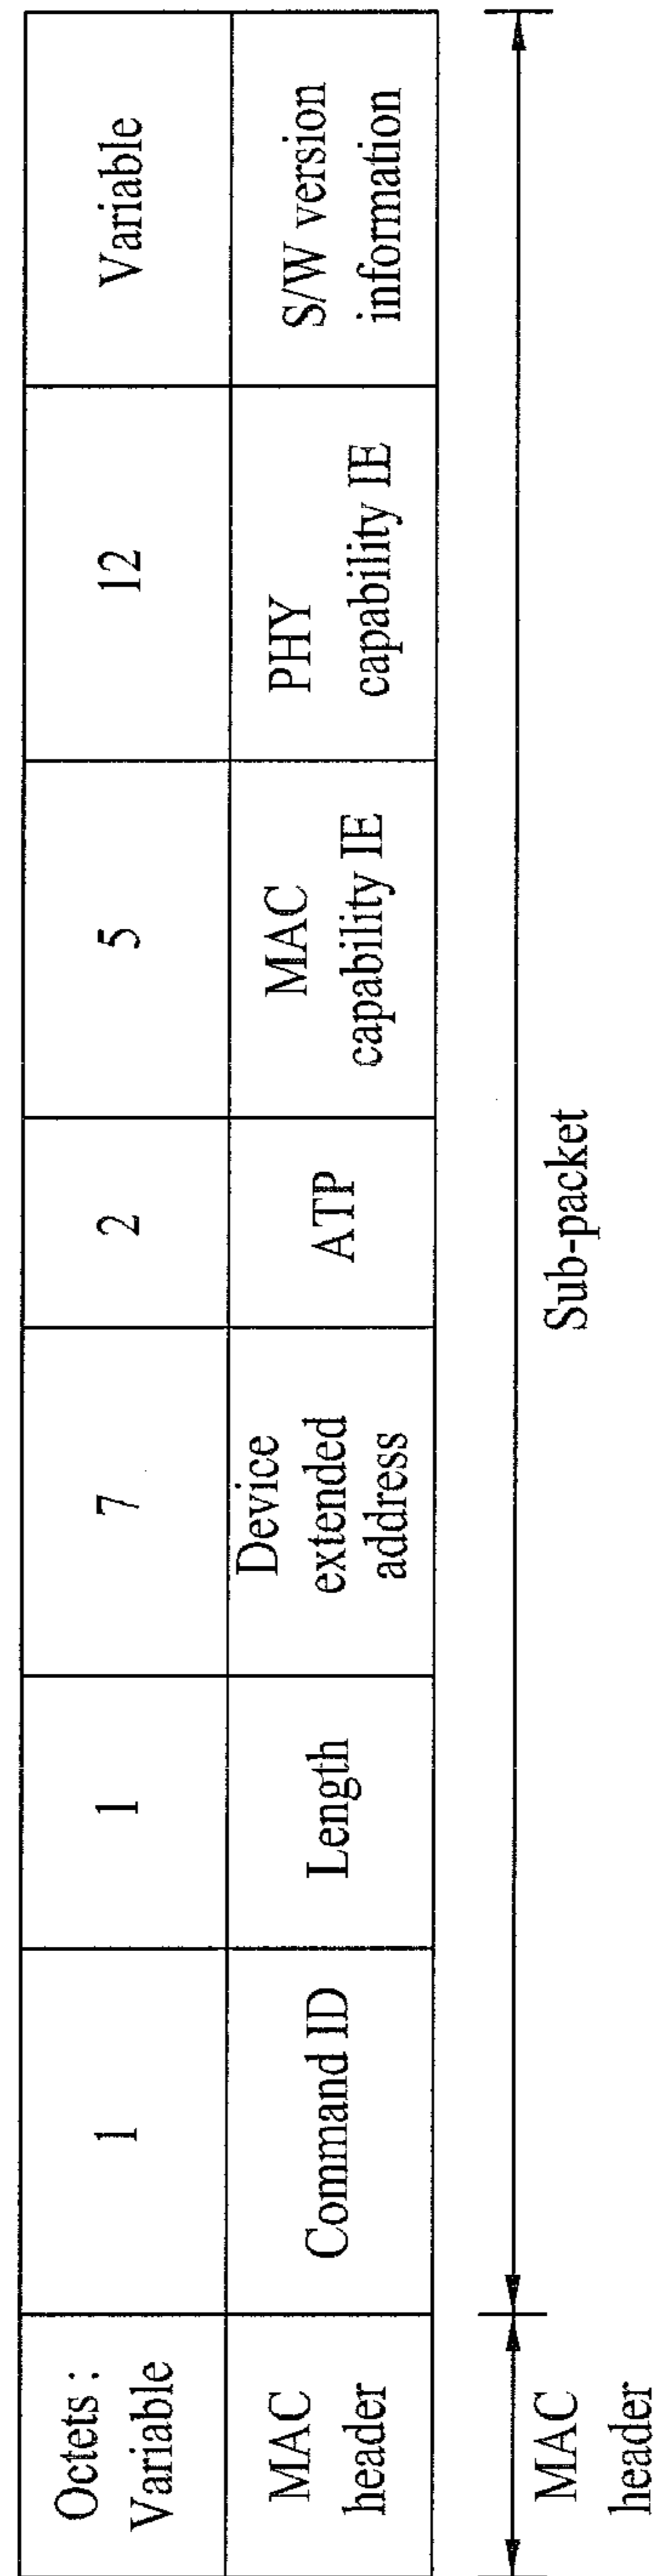 Octets :
Variable
1
1
7
2
5
12
Variable
MAC
header
Command ID
Length
Device
extended
address
ATP
MAC
capability IE
PHY
capability IE
S/W version
information
MAC
header
Sub-packet